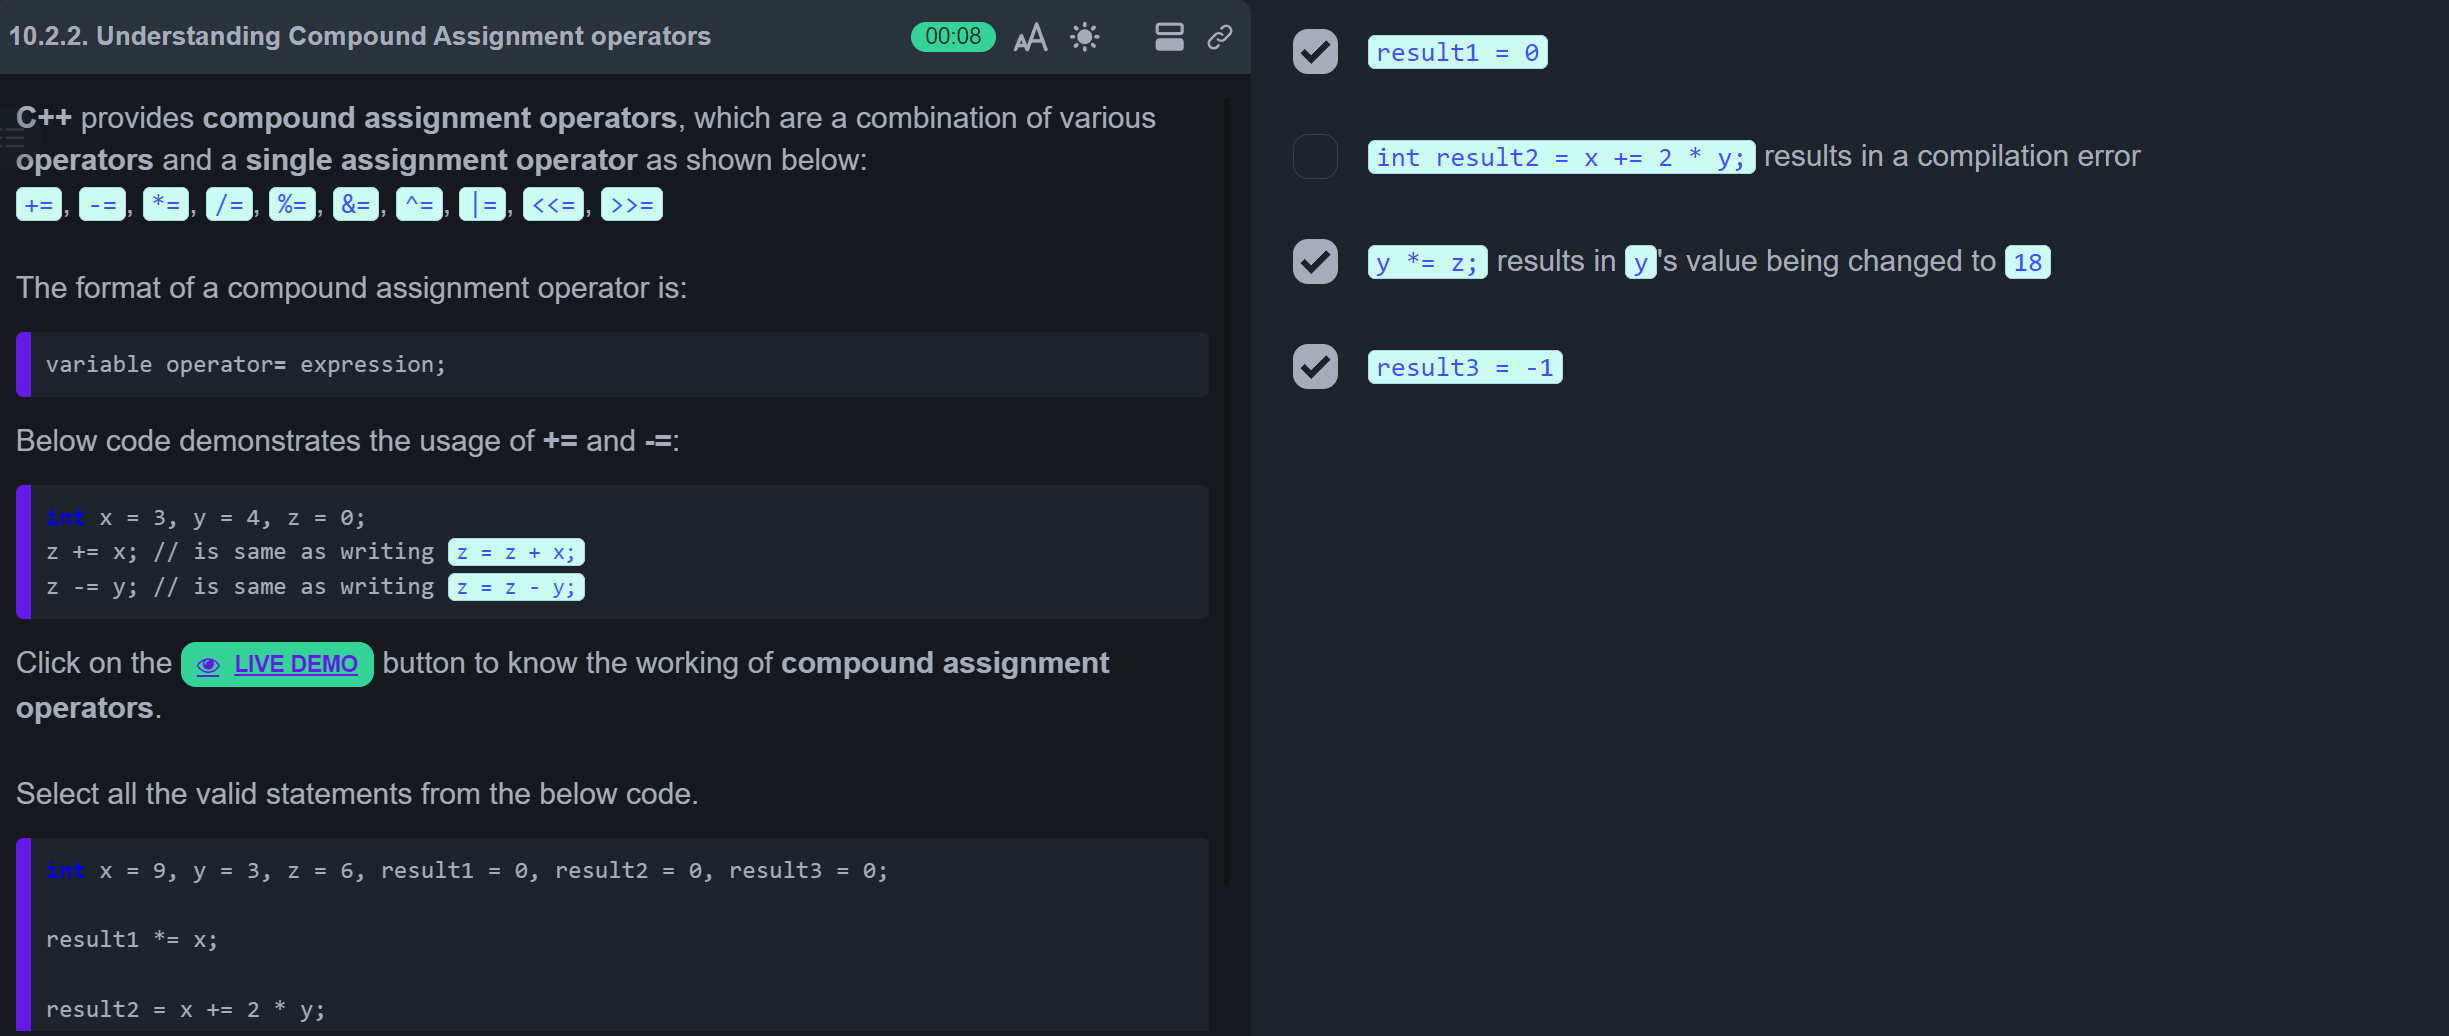 10.2.2. Understanding Compound Assignment operators
00:08
C++ provides compound assignment operators, which are a combination of various
operators and a single assignment operator as shown below:
+=, -=, *=, /=, %=, &=, ^=, |=, <<=, >>=
The format of a compound assignment operator is:
variable operator= expression;
Below code demonstrates the usage of += and -=:
int x = 3, y = 4, z = 0;
z += x; // is same as writing z = z + x;
z -= y; // is same as writing z = z - y;
Click on the LIVE DEMO button to know the working of compound assignment
operators.
Select all the valid statements from the below code.
int x = 9, y = 3, z = 6, result1 = 0, result2 = 0, result3 = 0;
result1 *= x;
result2 = x += 2 * y;
result1 = 0
int result2 = x += 2 * y; results in a compilation error
y *= z; results in y's value being changed to 18
result3 = -1